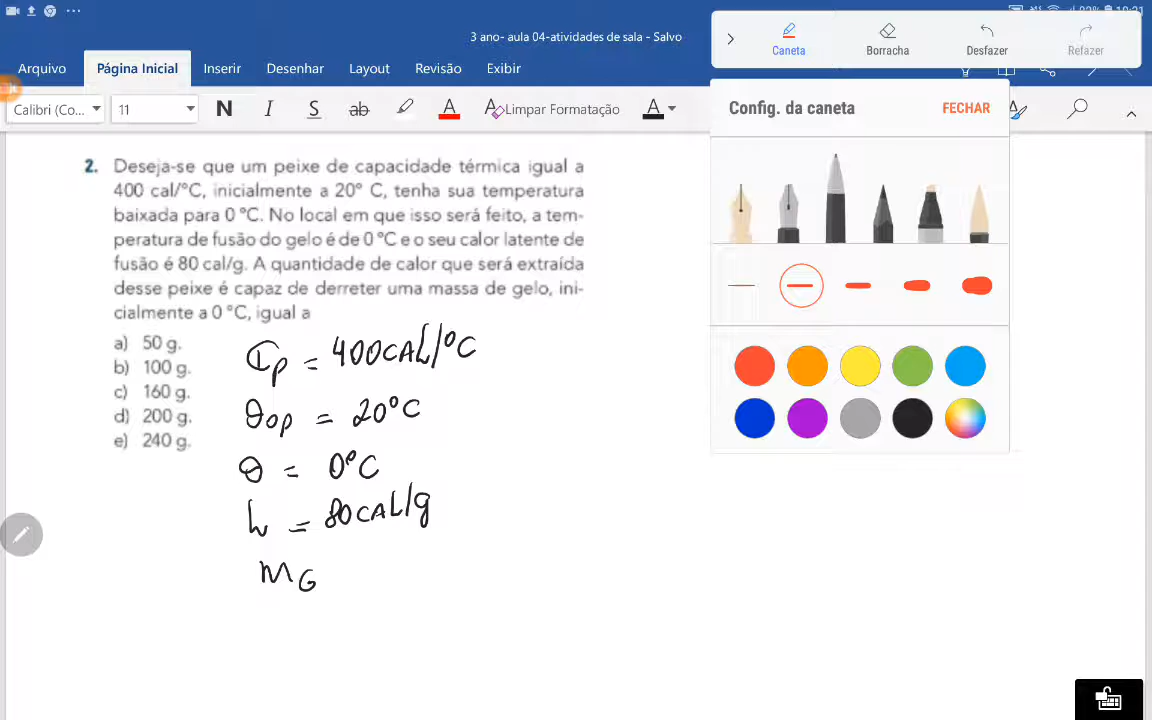 3 ano- aula 04-atividades de sala - Salvo
Arquivo
Página Inicial
Inserir
Desenhar
Layout
Revisão
Exibir
Caneta
Borracha
Desfazer
Refazer
Calibri (Co...
11
N
I
S
ab
A
A
Limpar Formatação
A
Config. da caneta
FECHAR
2. Deseja-se que um peixe de capacidade térmica igual a
400 cal/°C, inicialmente a 20° C, tenha sua temperatura
baixada para 0 °C. No local em que isso será feito, a tem-
peratura de fusão do gelo é de 0 °C e o seu calor latente de
fusão é 80 cal/g. A quantidade de calor que será extraída
desse peixe é capaz de derreter uma massa de gelo, ini-
cialmente a 0 °C, igual a
a) 50 g.
b) 100 g.
c) 160 g.
d) 200 g.
e) 240 g.
Cp = 400CAL/°C
θop = 20°C
θ = 0°C
L = 80CAL/g
mG